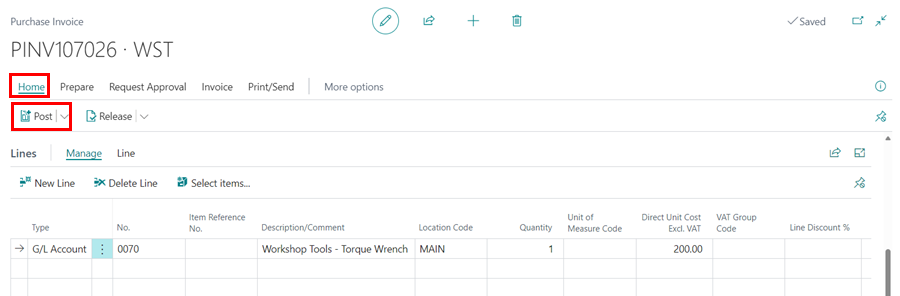 Purchase Invoice
Saved
PINV107026 · WST
Home Prepare Request Approval Invoice Print/Send More options
Post Release
Lines Manage Line
New Line Delete Line Select items...
Type No. Item Reference No. Description/Comment Location Code Quantity Unit of Measure Code Direct Unit Cost Excl. VAT VAT Group Code Line Discount %
G/L Account 0070 Workshop Tools - Torque Wrench MAIN 1 200.00